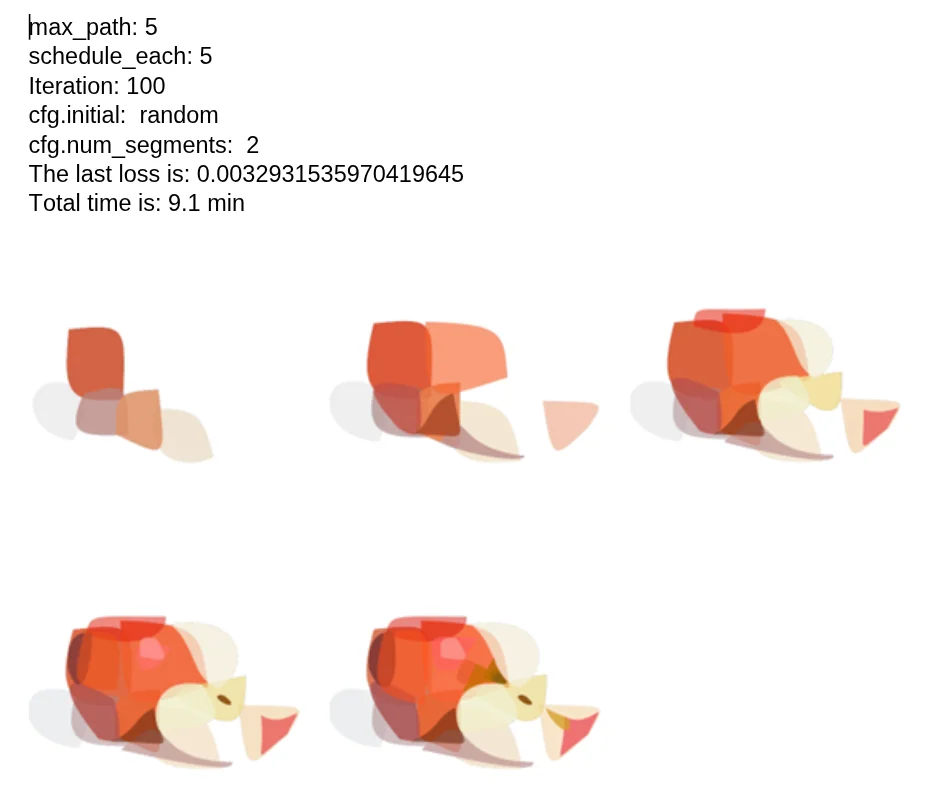 max_path: 5
schedule_each: 5
Iteration: 100
cfg.initial:  random
cfg.num_segments:  2
The last loss is: 0.0032931535970419645
Total time is: 9.1 min